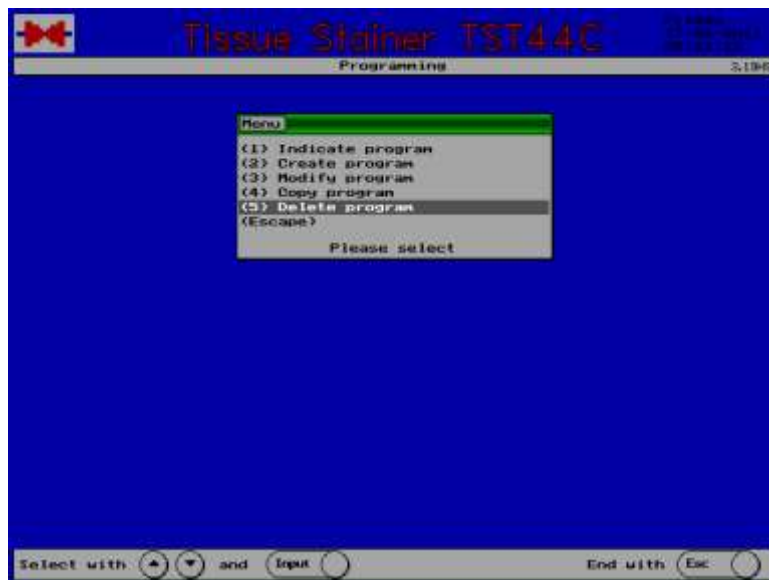 Tissue Stainer TST44C
Programming
Menu
(1) Indicate program
(2) Create program
(3) Modify program
(4) Copy program
(5) Delete program
(Escape)
Please select
Select with and Input End with Esc